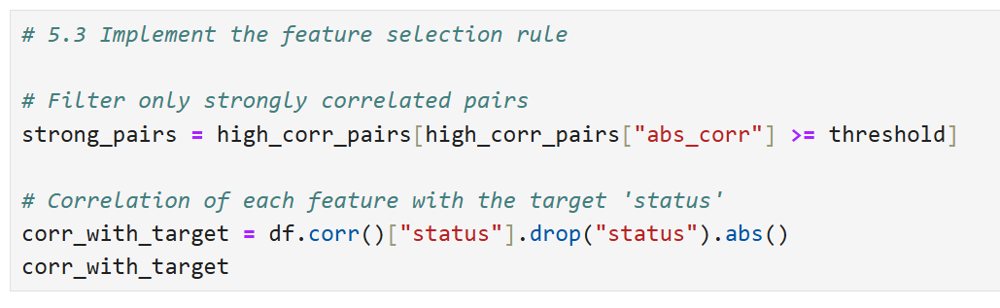 # 5.3 Implement the feature selection rule
# Filter only strongly correlated pairs
strong_pairs = high_corr_pairs[high_corr_pairs["abs_corr"] >= threshold]
# Correlation of each feature with the target 'status'
corr_with_target = df.corr()["status"].drop("status").abs()
corr_with_target